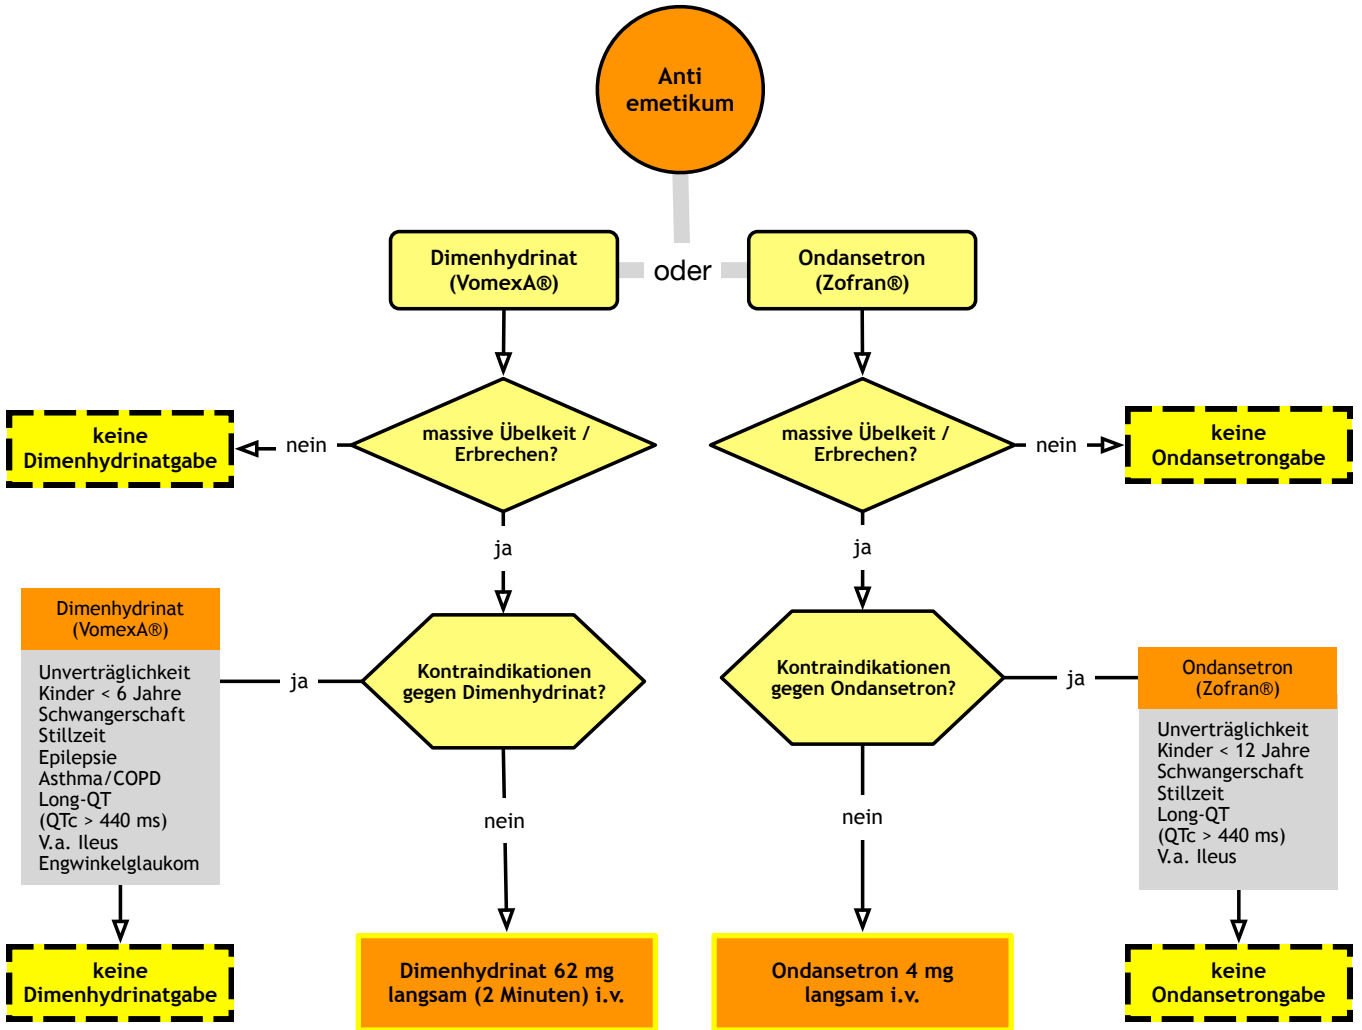 Anti
emetikum
Dimenhydrinat
(VomexA®)
oder
Ondansetron
(Zofran®)
massive Übelkeit /
Erbrechen?
massive Übelkeit /
Erbrechen?
nein
keine
Dimenhydrinatgabe
nein
keine
Ondansetrongabe
ja
ja
Kontraindikationen
gegen Dimenhydrinat?
Kontraindikationen
gegen Ondansetron?
ja
Dimenhydrinat
(VomexA®)
Unverträglichkeit
Kinder < 6 Jahre
Schwangerschaft
Stillzeit
Epilepsie
Asthma/COPD
Long-QT
(QTc > 440 ms)
V.a. Ileus
Engwinkelglaukom
ja
Ondansetron
(Zofran®)
Unverträglichkeit
Kinder < 12 Jahre
Schwangerschaft
Stillzeit
Long-QT
(QTc > 440 ms)
V.a. Ileus
nein
nein
keine
Dimenhydrinatgabe
Dimenhydrinat 62 mg
langsam (2 Minuten) i.v.
Ondansetron 4 mg
langsam i.v.
keine
Ondansetrongabe